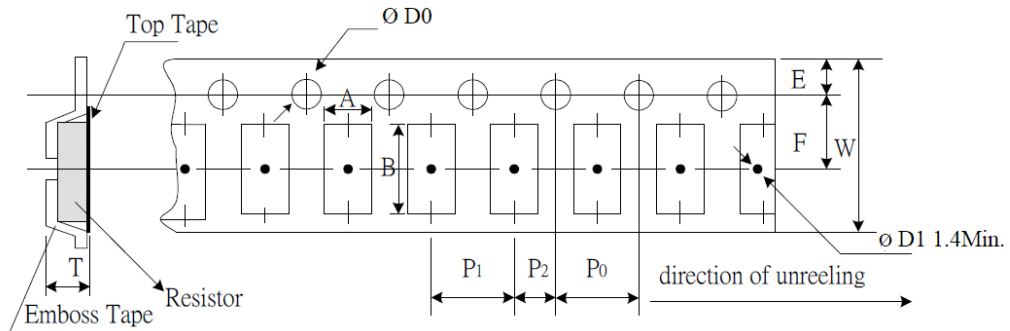 Top Tape
Ø D0
A
E
F
W
B
ø D1 1.4Min.
T
P1
P2
P0
direction of unreeling
Resistor
Emboss Tape